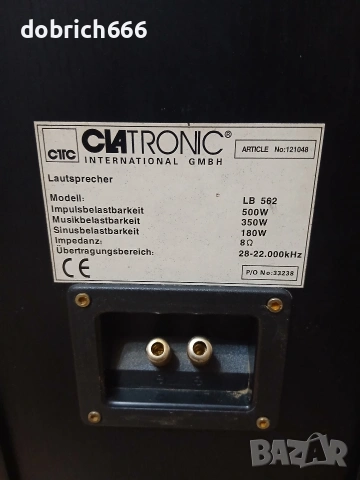 dobrich666
CTC CLATRONIC®
INTERNATIONAL GMBH
ARTICLE No:121048
Lautsprecher
Modell: LB 562
Impulsbelastbarkeit 500W
Musikbelastbarkeit 350W
Sinusbelastbarkeit 180W
Impedanz: 8Ω
Übertragungsbereich: 28-22.000kHz
CE
P/O No:33238
BAZAR